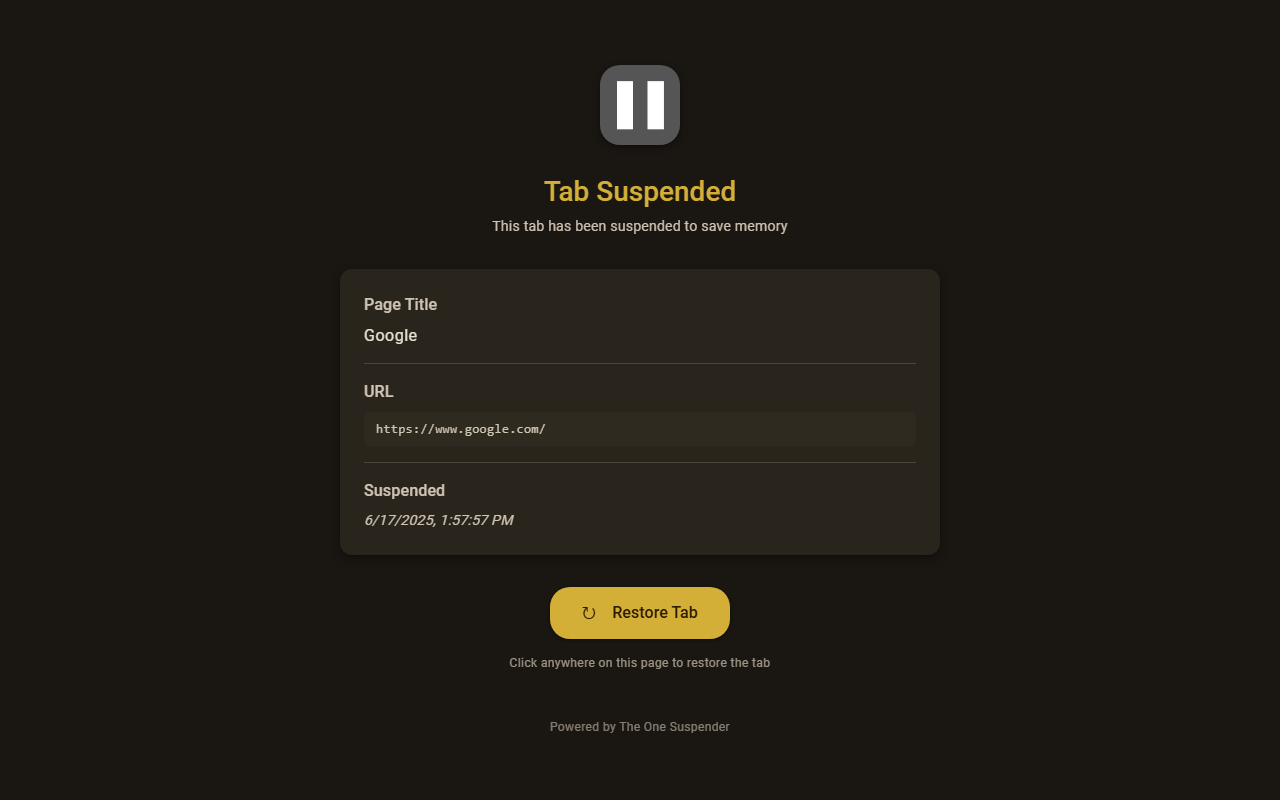 Tab Suspended
This tab has been suspended to save memory
Page Title
Google
URL
https://www.google.com/
Suspended
6/17/2025, 1:57:57 PM
↻ Restore Tab
Click anywhere on this page to restore the tab
Powered by The One Suspender